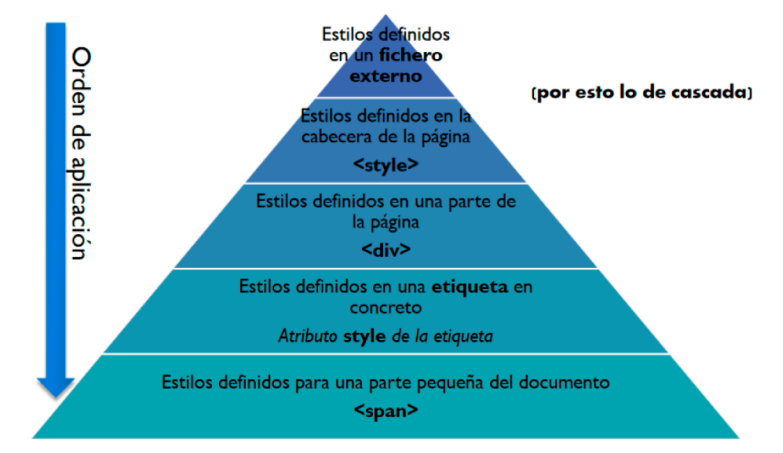 Orden de aplicación
Estilos definidos
en un fichero
externo
(por esto lo de cascada)
Estilos definidos en la
cabecera de la página
<style>
Estilos definidos en una parte de
la página
<div>
Estilos definidos en una etiqueta en
concreto
Atributo style de la etiqueta
Estilos definidos para una parte pequeña del documento
<span>